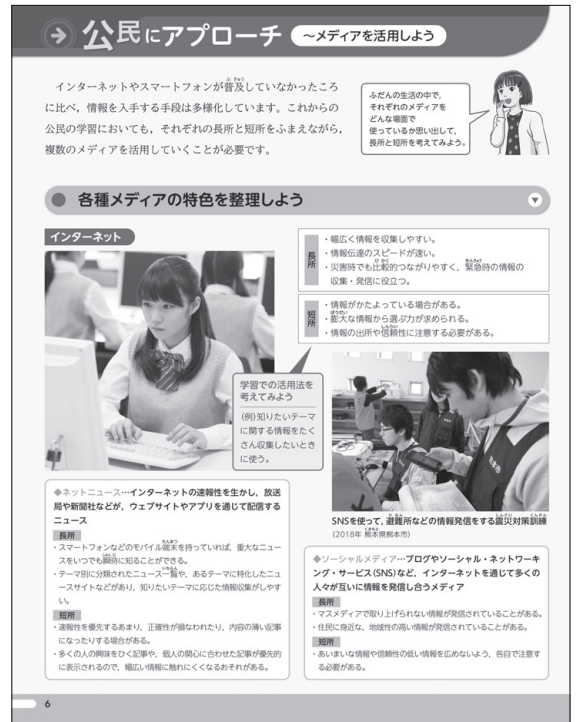 公民にアプローチ ～メディアを活用しよう
インターネットやスマートフォンが普及していなかったころ
に比べ，情報を入手する手段は多様化しています。これからの
公民の学習においても，それぞれの長所と短所をふまえながら，
複数のメディアを活用していくことが必要です。
ふだんの生活の中で，
それぞれのメディアを
どんな場面で
使っているか思い出して，
長所と短所を考えてみよう。
各種メディアの特色を整理しよう
インターネット
長所
・幅広く情報を収集しやすい。
・情報伝達のスピードが速い。
・災害時でも比較的つながりやすく，緊急時の情報の
収集・発信に役立つ。
短所
・情報がかたよっている場合がある。
・膨大な情報から選ぶ力が求められる。
・情報の出所や信頼性に注意する必要がある。
学習での活用法を
考えてみよう
(例)知りたいテーマ
に関する情報をたく
さん収集したいとき
に使う。
SNSを使って，避難所などの情報発信をする震災対策訓練
(2018年 熊本県熊本市)
◆ネットニュース…インターネットの速報性を生かし，放送
局や新聞社などが，ウェブサイトやアプリを通じて配信する
ニュース
長所
・スマートフォンなどのモバイル端末を持っていれば，重大なニュー
スをいつでも瞬時に知ることができる。
・テーマ別に分類されたニュース一覧や，あるテーマに特化したニュ
ースサイトなどがあり，知りたいテーマに応じた情報収集がしやす
い。
短所
・速報性を優先するあまり，正確性が損なわれたり，内容の薄い記事
になったりする場合がある。
・多くの人の興味をひく記事や，個人の関心に合わせた記事が優先的
に表示されるので，幅広い情報に触れにくくなるおそれがある。
◆ソーシャルメディア…ブログやソーシャル・ネットワーキ
ング・サービス(SNS)など，インターネットを通じて多くの
人々が互いに情報を発信し合うメディア
長所
・マスメディアで取り上げられない情報が発信されていることがある。
・住民に身近な，地域性の高い情報が発信されていることがある。
短所
・あいまいな情報や信頼性の低い情報を広めないよう，各自で注意す
る必要がある。
6